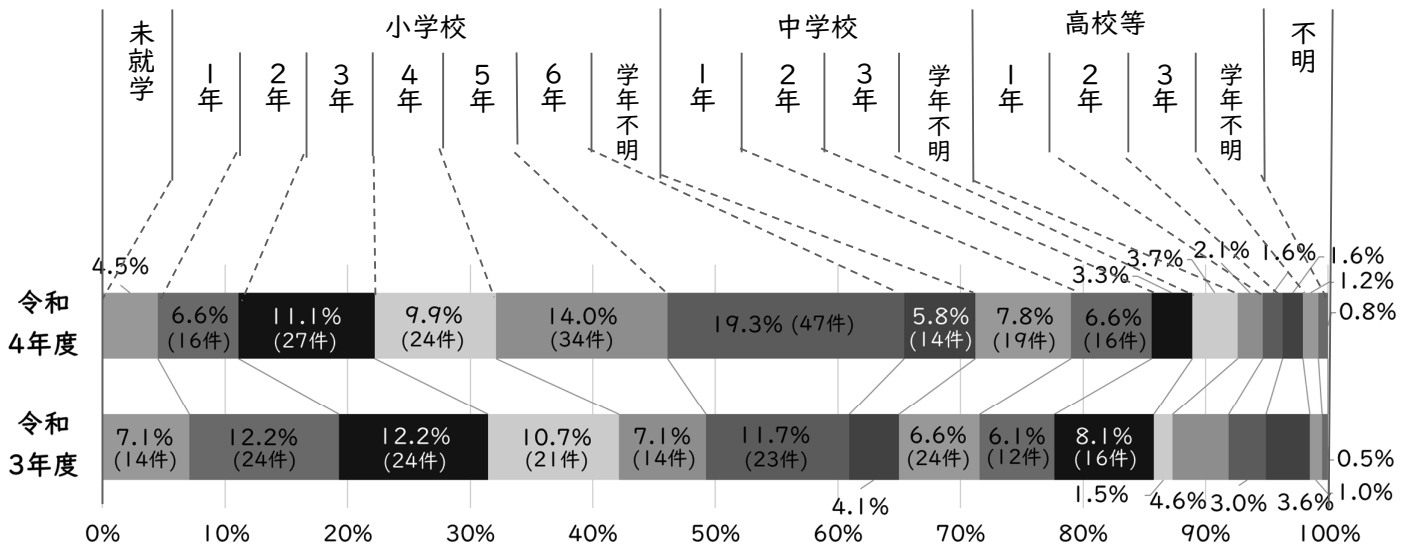 未就学
小学校
中学校
高校等
不明
1年
2年
3年
4年
5年
6年
学年不明
1年
2年
3年
学年不明
1年
2年
3年
学年不明
4.5%
3.3%
3.7%
2.1%
1.6%
1.6%
1.2%
0.8%
令和
4年度
6.6%
(16件)
11.1%
(27件)
9.9%
(24件)
14.0%
(34件)
19.3% (47件)
5.8%
(14件)
7.8%
(19件)
6.6%
(16件)
令和
3年度
7.1%
(14件)
12.2%
(24件)
12.2%
(24件)
10.7%
(21件)
7.1%
(14件)
11.7%
(23件)
6.6%
(24件)
6.1%
(12件)
8.1%
(16件)
4.1%
1.5%
4.6%
3.0%
3.6%
1.0%
0.5%
0%
10%
20%
30%
40%
50%
60%
70%
80%
90%
100%